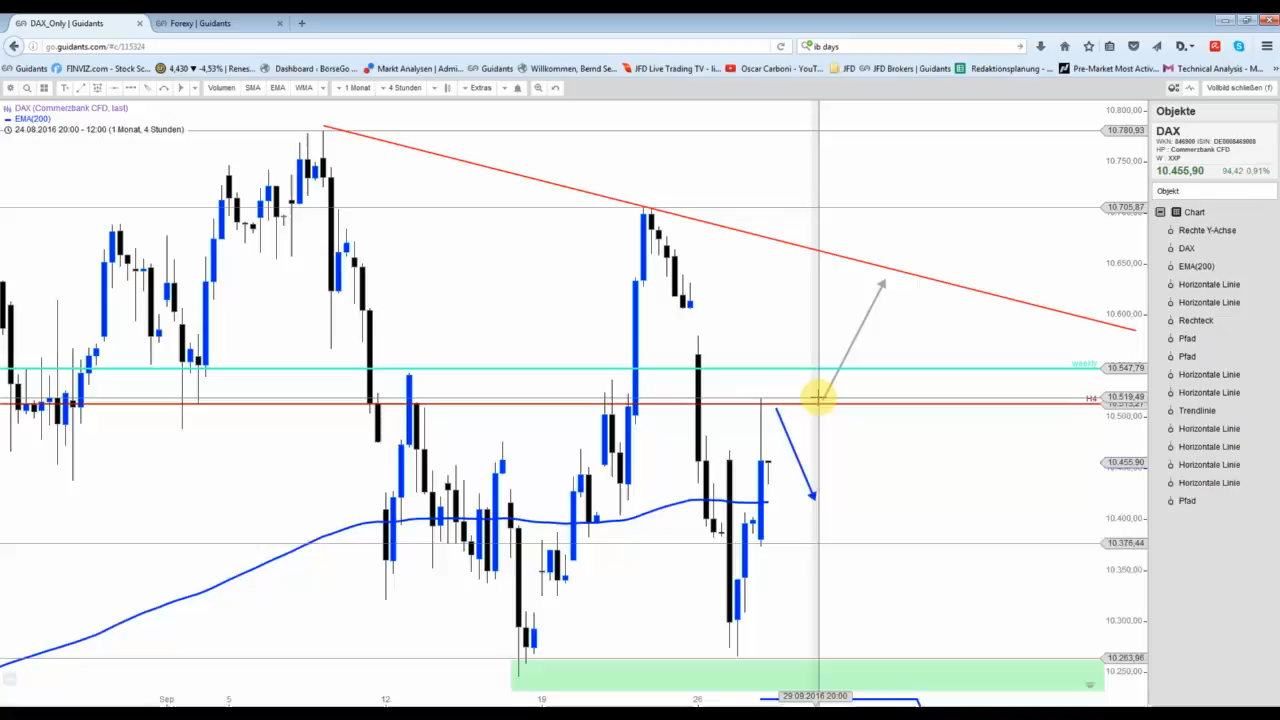 DAX_Only | Guidants
Forexy | Guidants
go.guidants.com/#c/115324
ib days
Guidants FINVIZ.com - Stock Sc... 4,430 ▼ -4,53% | Renes... Dashboard ‹ BörseGo ... Markt Analysen | Admi... Guidants Willkommen, Bernd Se... JFD Live Trading TV - li... Oscar Carboni - YouT... JFD JFD Brokers | Guidants Redaktionsplanung - ... Pre-Market Most Activ... Technical Analysis - M...
Volumen SMA EMA WMA 1 Monat 4 Stunden Extras Vollbild schließen (f)
DAX (Commerzbank CFD, last)
EMA(200)
24.08.2016 20:00 - 12:00 (1 Monat, 4 Stunden)
10.800,00
10.780,93
10.750,00
10.705,87
10.650,00
10.600,00
weekly
10.547,79
10.519,49
H4
10.500,00
10.455,90
10.400,00
10.378,44
10.350,00
10.300,00
10.263,96
10.250,00
Sep 5 12 19 26 29.09.2016 20:00
Objekte
DAX
WKN: 846900 ISIN: DE0008469008
HP : Commerzbank CFD
W : XXP
10.455,90 94,42 0,91%
Objekt
Chart
Rechte Y-Achse
DAX
EMA(200)
Horizontale Linie
Horizontale Linie
Rechteck
Pfad
Pfad
Horizontale Linie
Horizontale Linie
Trendlinie
Horizontale Linie
Horizontale Linie
Horizontale Linie
Horizontale Linie
Pfad